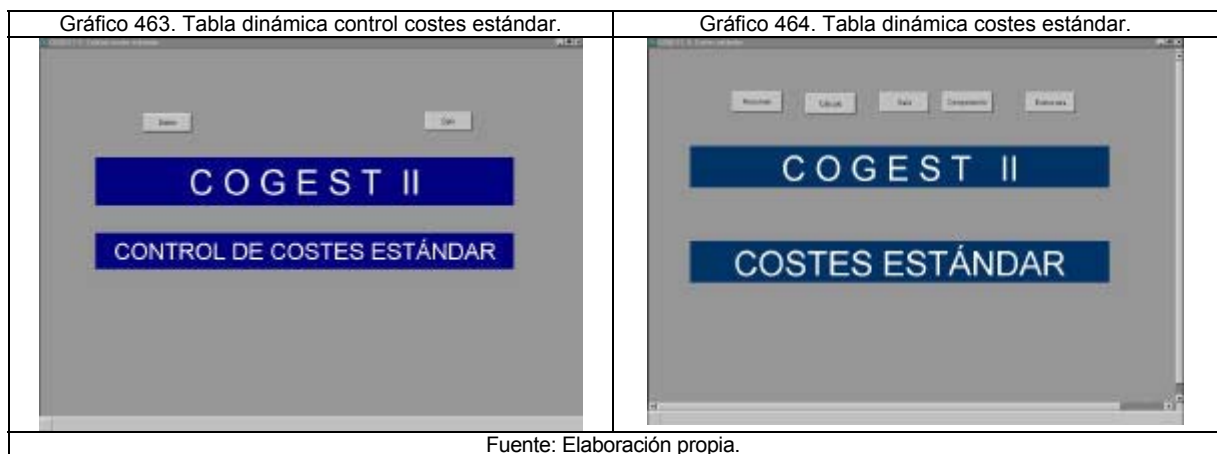 Gráfico 463. Tabla dinámica control costes estándar.
Gráfico 464. Tabla dinámica costes estándar.
COGEST II
CONTROL DE COSTES ESTÁNDAR
COGEST II
COSTES ESTÁNDAR
Fuente: Elaboración propia.